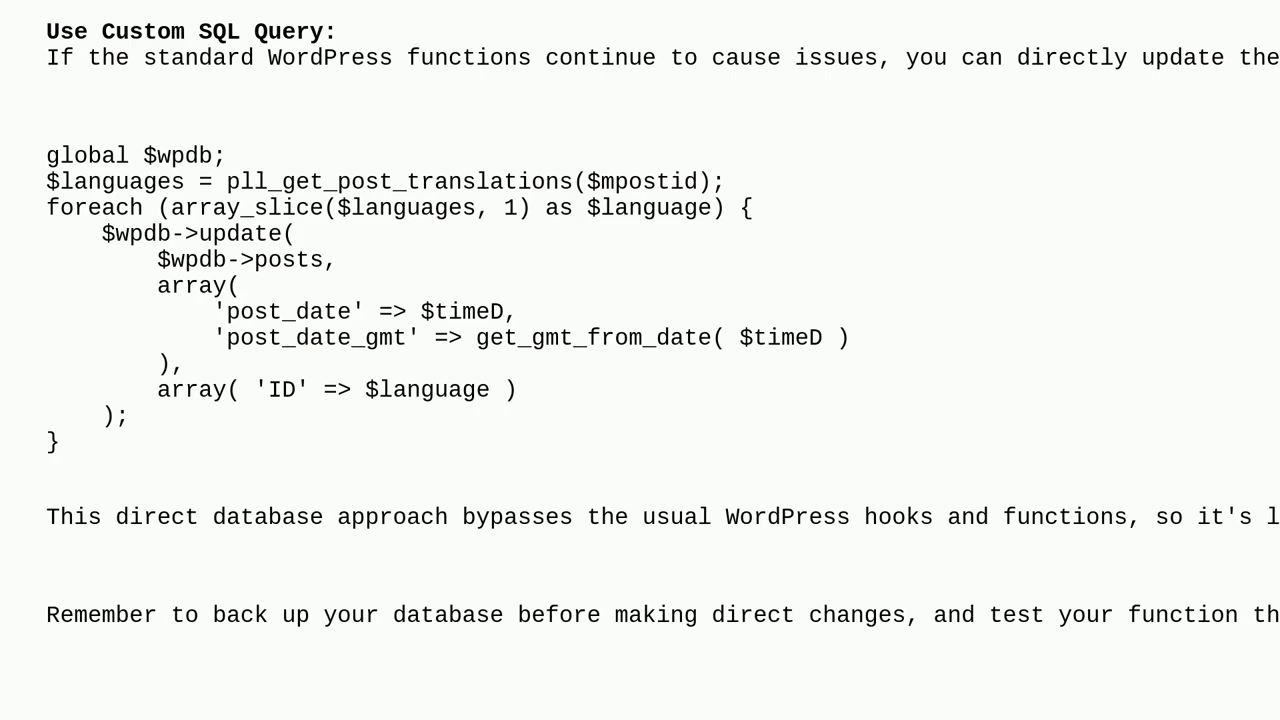 Use Custom SQL Query:
If the standard WordPress functions continue to cause issues, you can directly update the
global $wpdb;
$languages = pll_get_post_translations($mpostid);
foreach (array_slice($languages, 1) as $language) {
    $wpdb->update(
        $wpdb->posts,
        array(
            'post_date' => $timeD,
            'post_date_gmt' => get_gmt_from_date( $timeD )
        ),
        array( 'ID' => $language )
    );
}
This direct database approach bypasses the usual WordPress hooks and functions, so it's
Remember to back up your database before making direct changes, and test your function